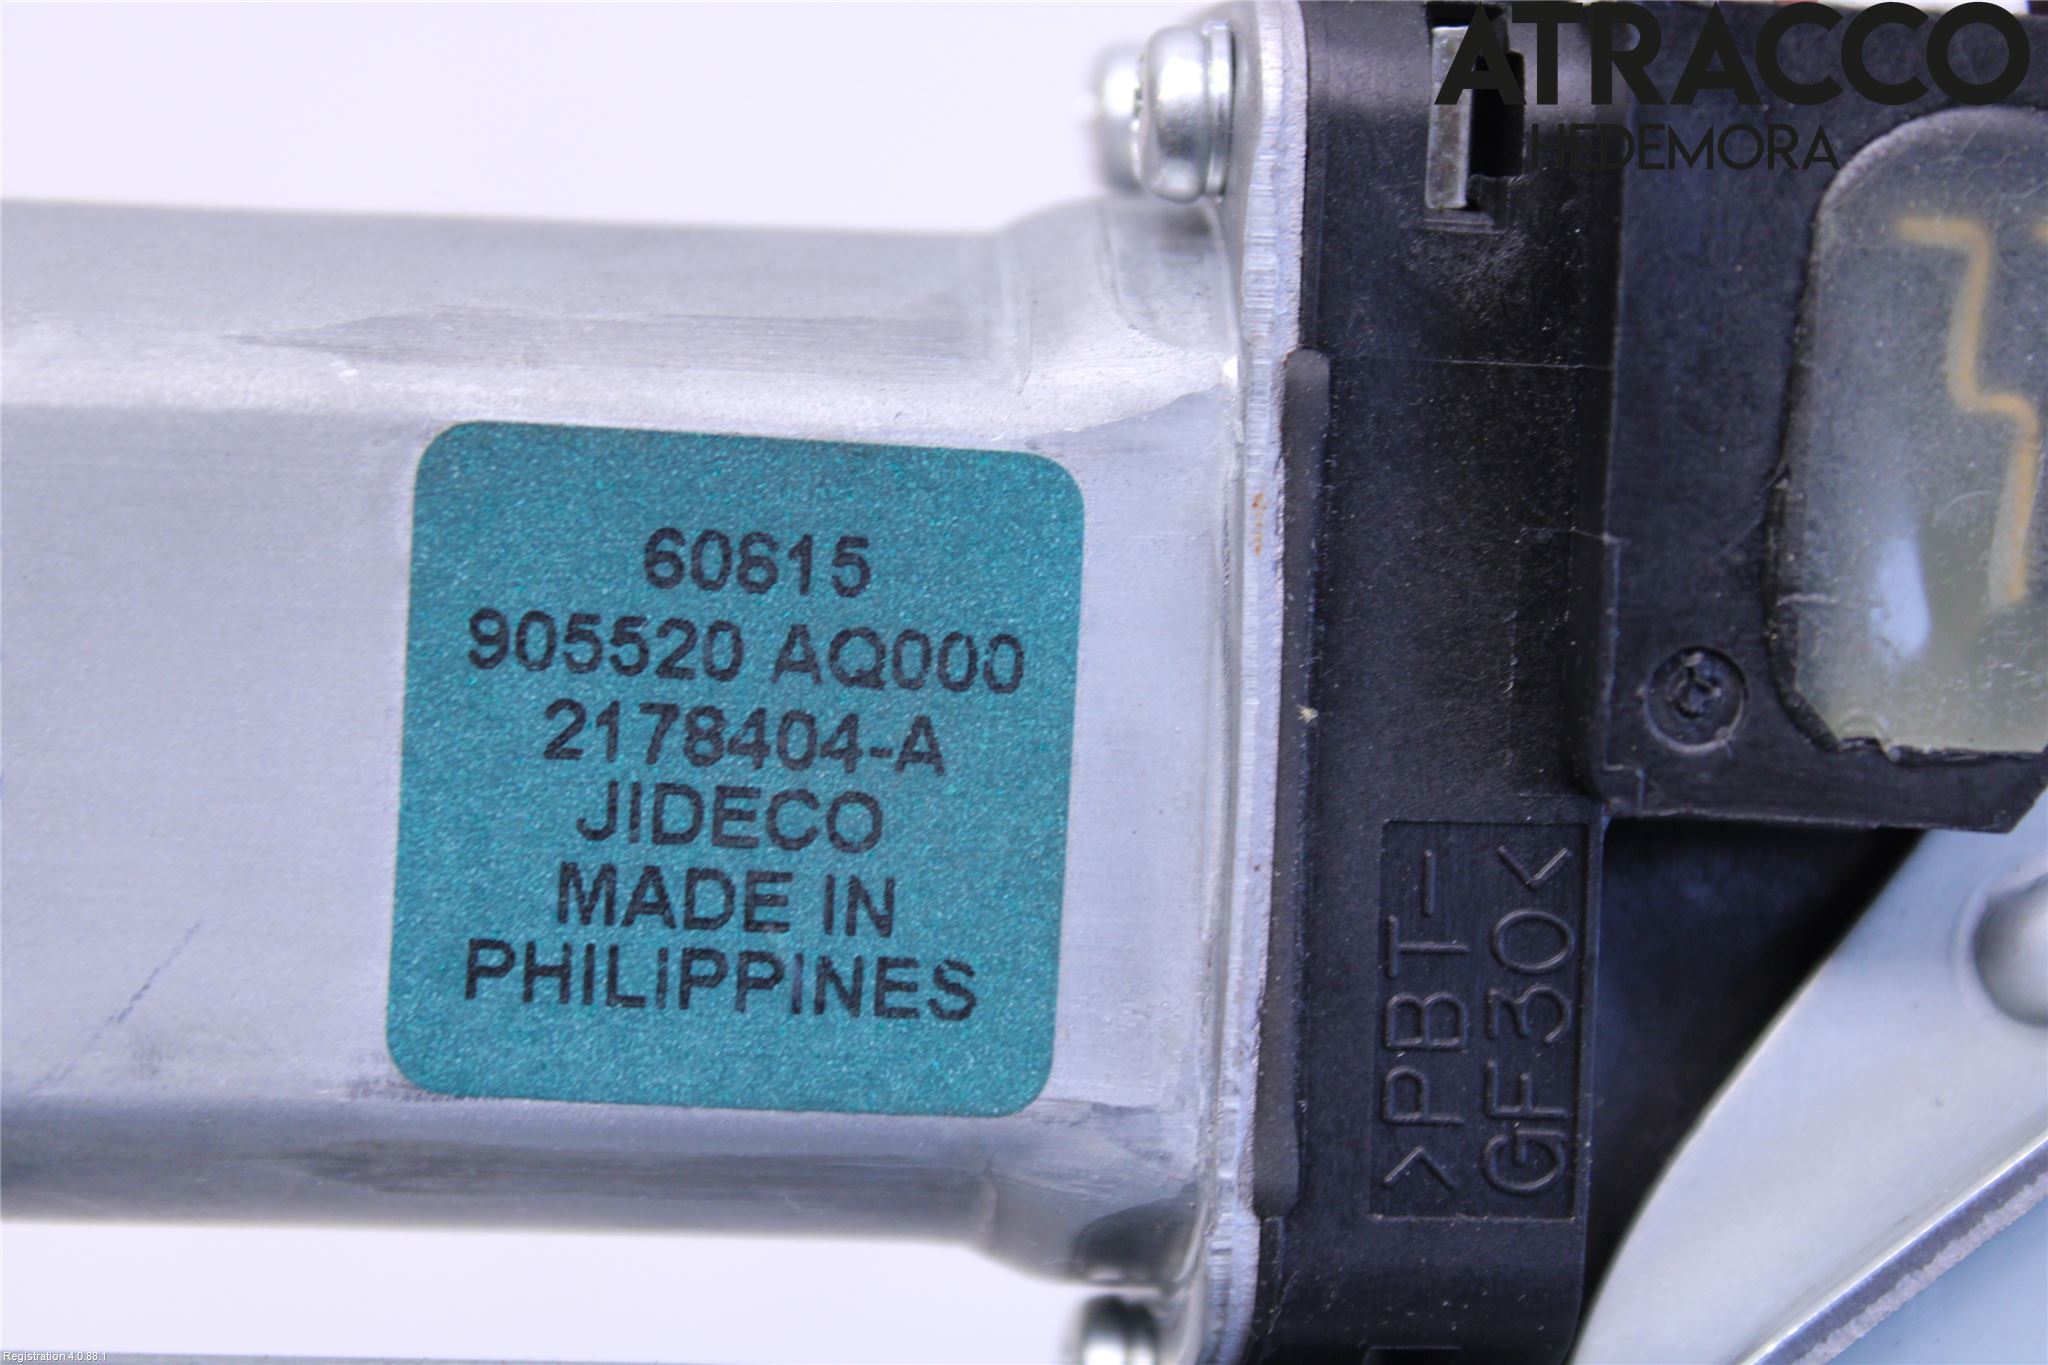 ATRACCO
HEDEMORA
60615
905520 AQ000
2178404-A
JIDECO
MADE IN
PHILIPPINES
>PBT-
GF30<
Registration 4.0.88.1